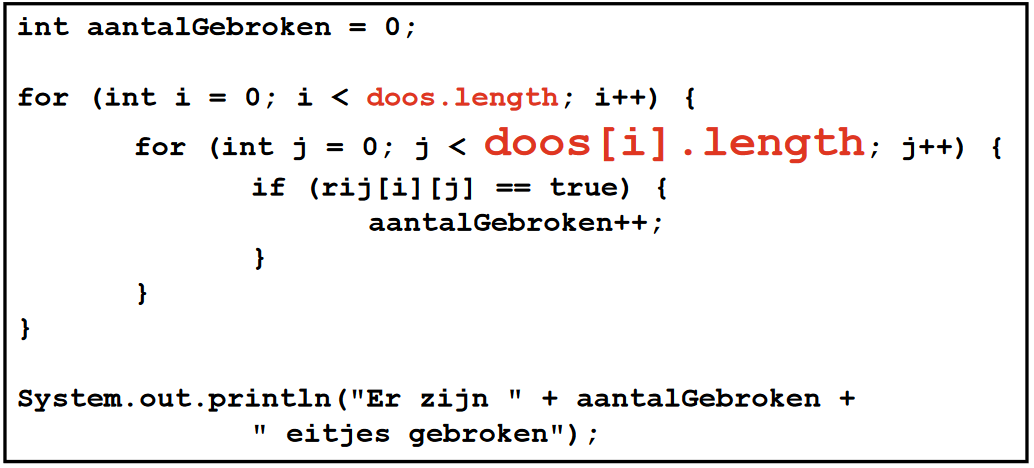 int aantalGebroken = 0;
for (int i = 0; i < doos.length; i++) {
for (int j = 0; j < doos[i].length; j++) {
if (rij[i][j] == true) {
aantalGebroken++;
}
}
}
System.out.println("Er zijn " + aantalGebroken +
" eitjes gebroken");